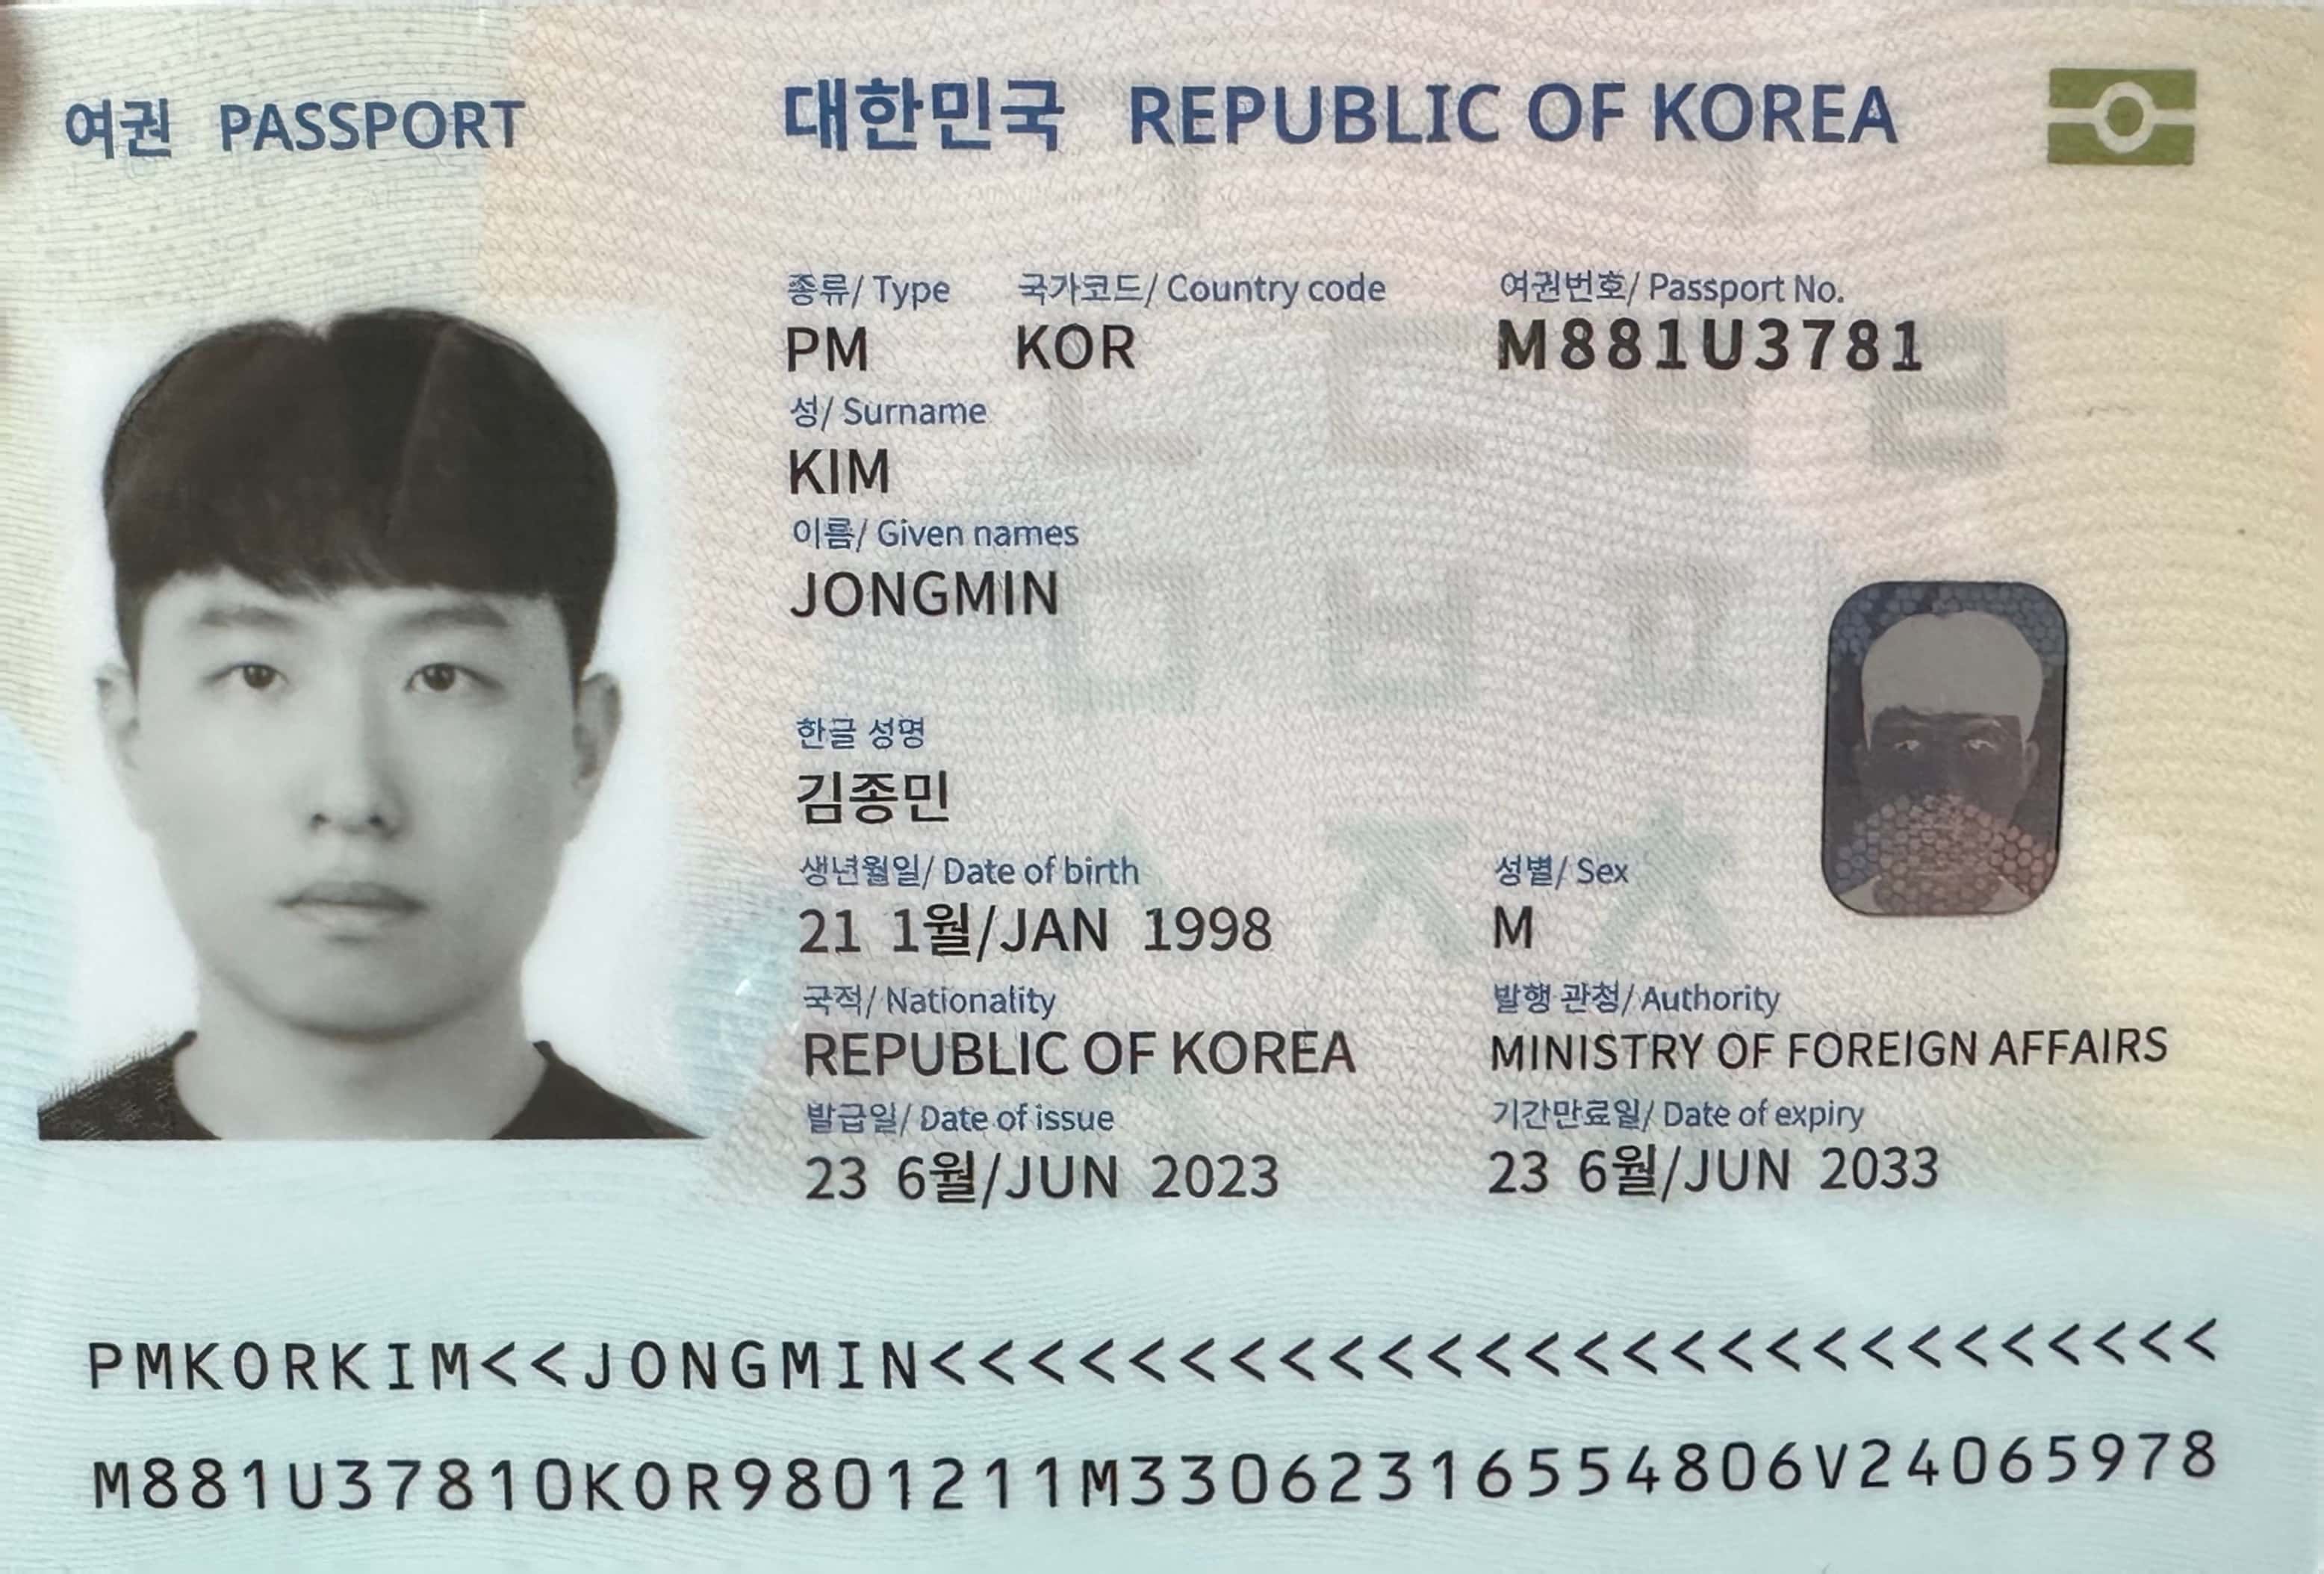 여권 PASSPORT 대한민국 REPUBLIC OF KOREA
종류/ Type 국가코드/ Country code 여권번호/ Passport No.
PM KOR M881U3781
성/ Surname
KIM
이름/ Given names
JONGMIN
한글 성명
김종민
생년월일/ Date of birth 성별/ Sex
21 1월/JAN 1998 M
국적/ Nationality 발행 관청/ Authority
REPUBLIC OF KOREA MINISTRY OF FOREIGN AFFAIRS
발급일/ Date of issue 기간만료일/ Date of expiry
23 6월/JUN 2023 23 6월/JUN 2033
PMKORKIM<<JONGMIN<<<<<<<<<<<<<<<<<<<<<<<<<<<
M881U37810KOR9801211M33062316554806V24065978